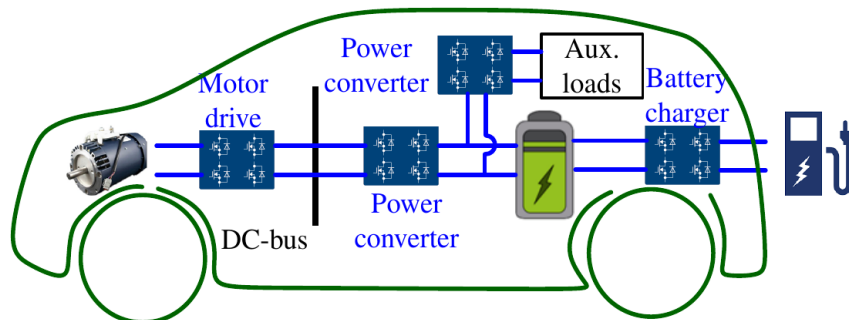 Power
converter
Aux.
loads
Battery
charger
Motor
drive
Power
converter
DC-bus